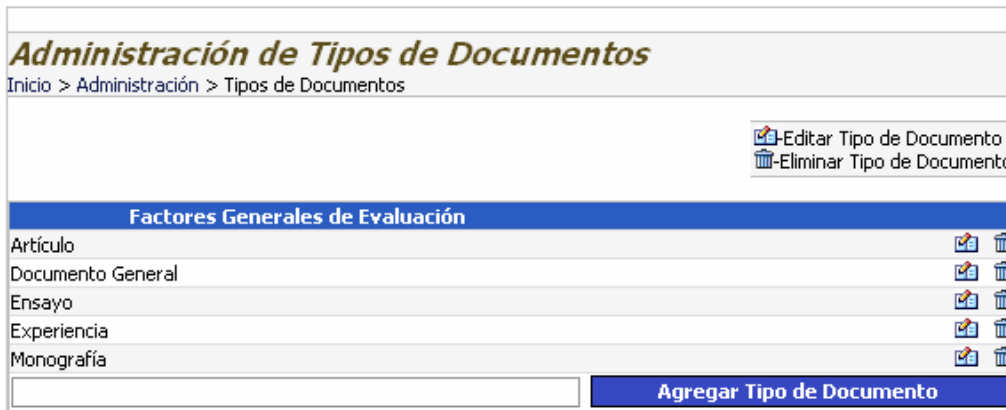 Administración de Tipos de Documentos
Inicio > Administración > Tipos de Documentos
-Editar Tipo de Documento
-Eliminar Tipo de Documento
Factores Generales de Evaluación
Artículo
Documento General
Ensayo
Experiencia
Monografía
Agregar Tipo de Documento